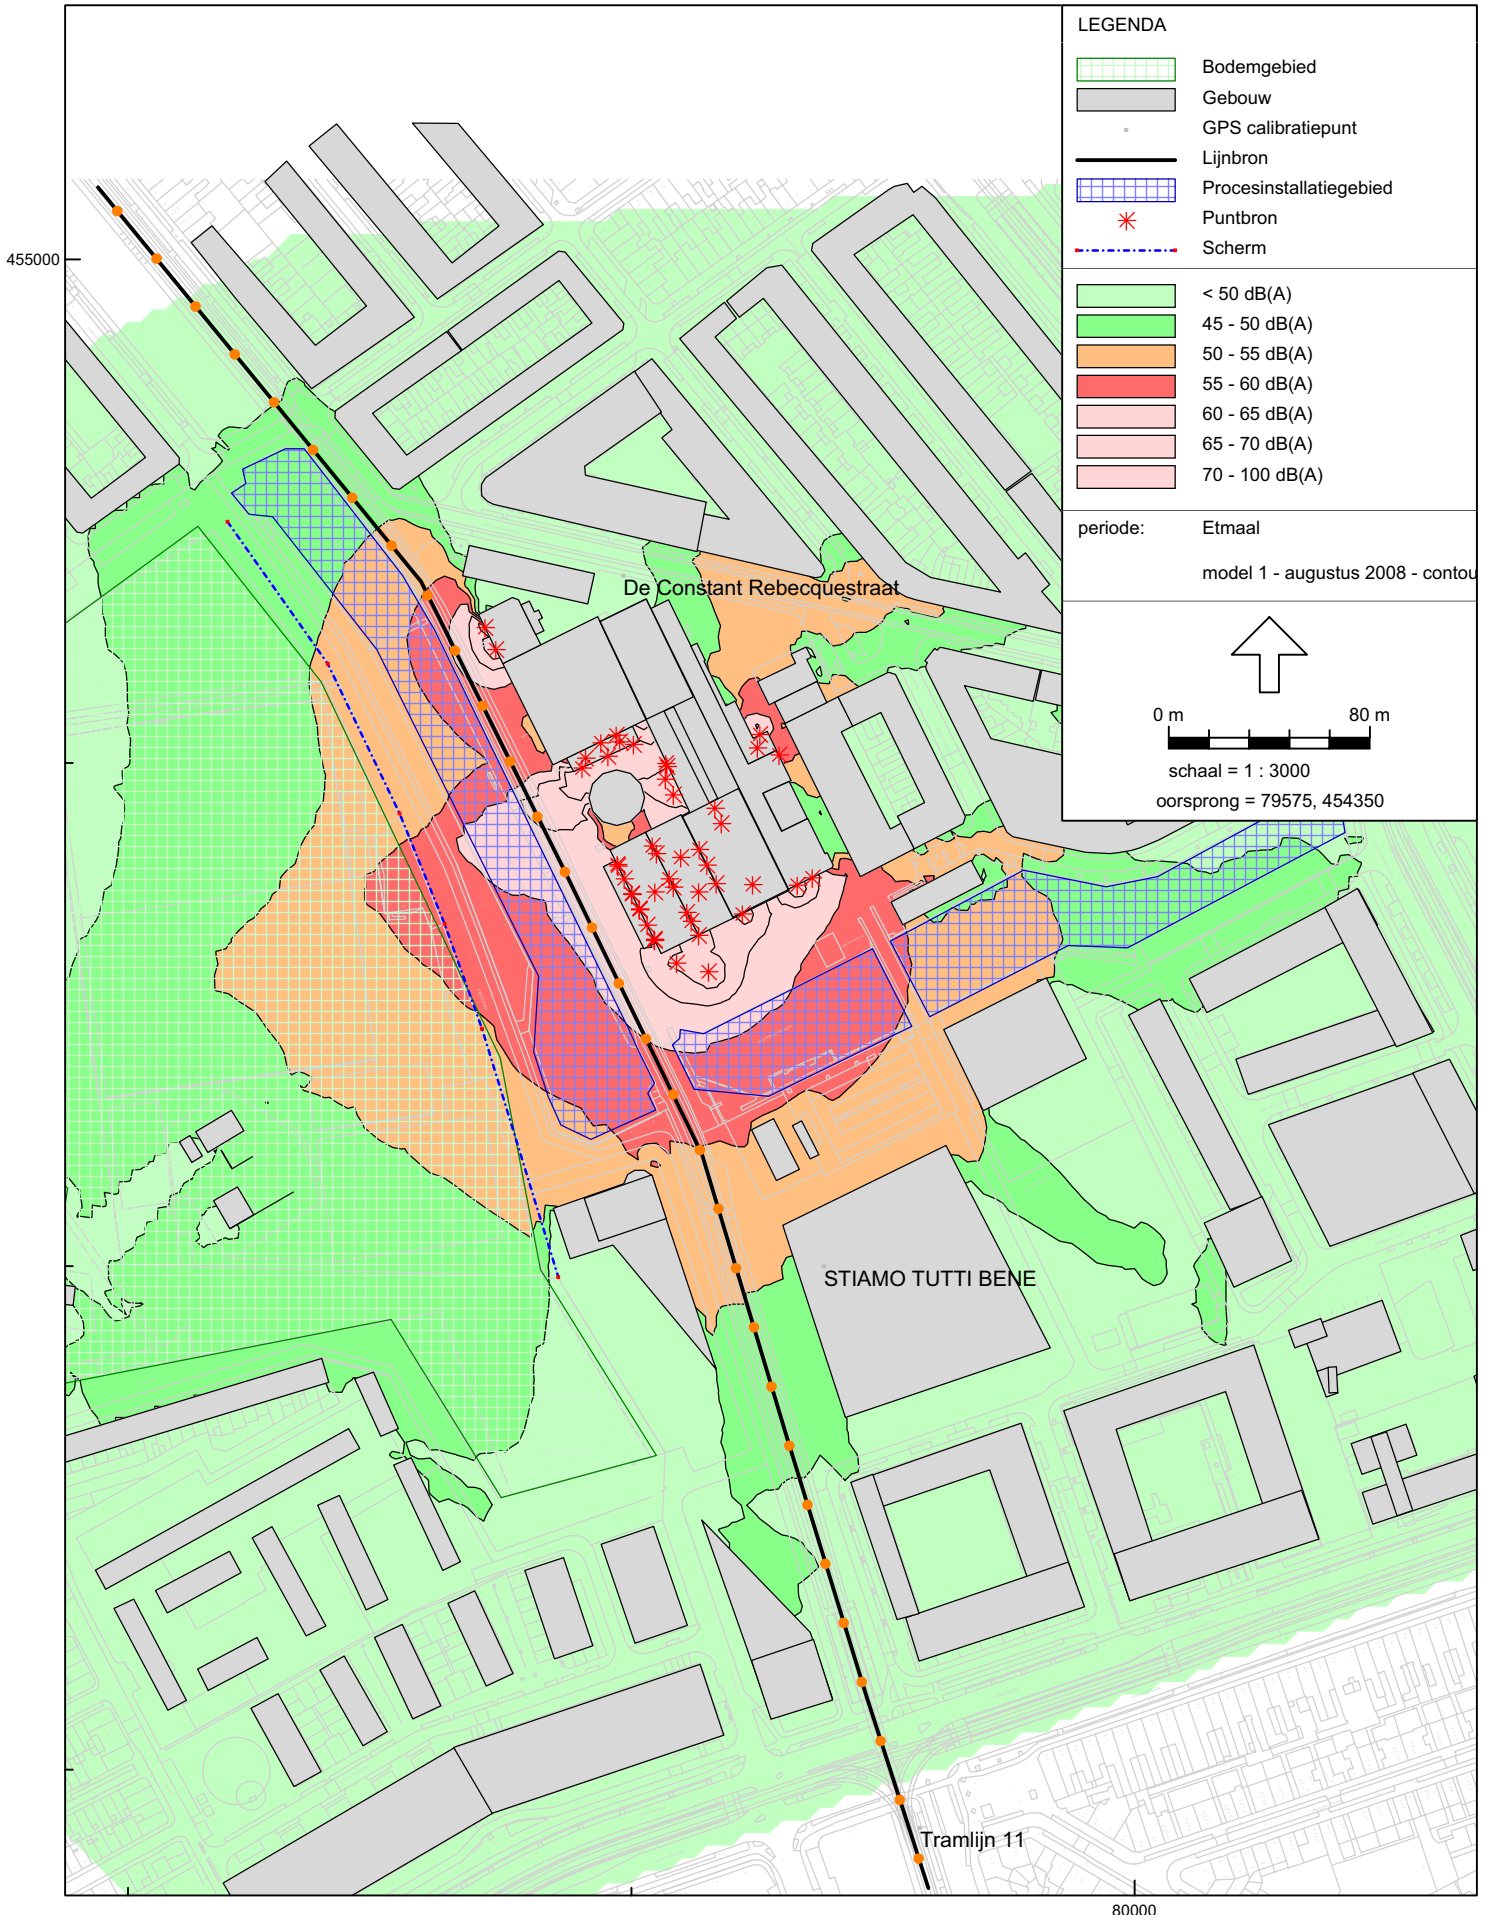 LEGENDA
Bodemgebied
Gebouw
GPS calibratiepunt
Lijnbron
Procesinstallatiegebied
Puntbron
Scherm
< 50 dB(A)
45 - 50 dB(A)
50 - 55 dB(A)
55 - 60 dB(A)
60 - 65 dB(A)
65 - 70 dB(A)
70 - 100 dB(A)
periode: Etmaal
model 1 - augustus 2008 - contou
0 m 80 m
schaal = 1 : 3000
oorsprong = 79575, 454350
455000
De Constant Rebecquestraat
STIAMO TUTTI BENE
Tramlijn 11
80000